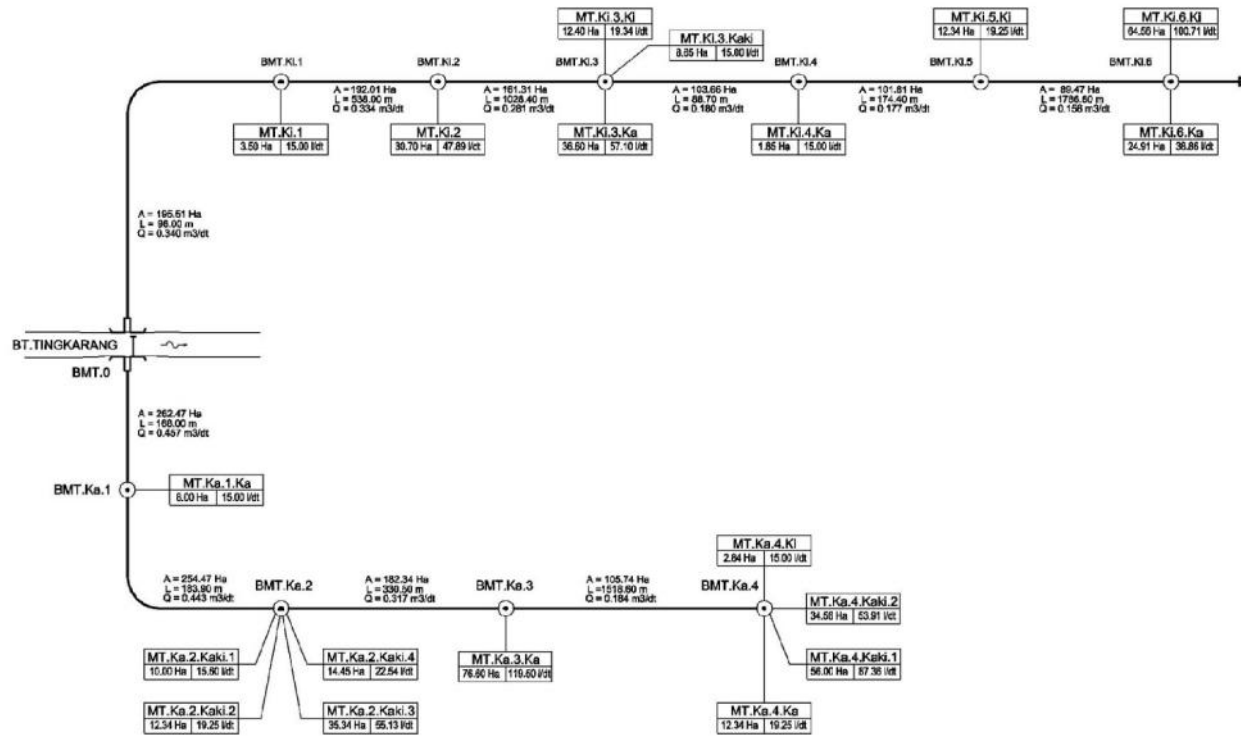 MT.Ki.3.Ki
12.40 Ha 19.34 l/dt
MT.Ki.3.Kaki
8.65 Ha 15.00 l/dt
MT.Ki.5.Ki
12.34 Ha 19.25 l/dt
MT.Ki.6.Ki
64.56 Ha 100.71 l/dt
BMT.Ki.1
BMT.Ki.2
BMT.Ki.3
BMT.Ki.4
BMT.Ki.5
BMT.Ki.6
A = 192.01 Ha
L = 538.00 m
Q = 0.334 m3/dt
A = 161.31 Ha
L = 1028.40 m
Q = 0.281 m3/dt
A = 103.66 Ha
L = 88.70 m
Q = 0.180 m3/dt
A = 101.81 Ha
L = 174.40 m
Q = 0.177 m3/dt
A = 89.47 Ha
L = 1786.60 m
Q = 0.156 m3/dt
MT.Ki.1
3.50 Ha 15.00 l/dt
MT.Ki.2
30.70 Ha 47.89 l/dt
MT.Ki.3.Ka
36.60 Ha 57.10 l/dt
MT.Ki.4.Ka
1.85 Ha 15.00 l/dt
MT.Ki.6.Ka
24.91 Ha 38.86 l/dt
A = 195.51 Ha
L = 96.00 m
Q = 0.340 m3/dt
BT.TINGKARANG
BMT.0
A = 262.47 Ha
L = 168.00 m
Q = 0.457 m3/dt
BMT.Ka.1
MT.Ka.1.Ka
8.00 Ha 15.00 l/dt
A = 254.47 Ha
L = 183.90 m
Q = 0.443 m3/dt
BMT.Ka.2
A = 182.34 Ha
L = 339.50 m
Q = 0.317 m3/dt
BMT.Ka.3
A = 105.74 Ha
L =1518.60 m
Q = 0.184 m3/dt
BMT.Ka.4
MT.Ka.4.Ki
2.84 Ha 15.00 l/dt
MT.Ka.4.Kaki.2
34.56 Ha 53.91 l/dt
MT.Ka.4.Kaki.1
56.00 Ha 87.36 l/dt
MT.Ka.4.Ka
12.34 Ha 19.25 l/dt
MT.Ka.3.Ka
76.60 Ha 119.50 l/dt
MT.Ka.2.Kaki.1
10.00 Ha 15.60 l/dt
MT.Ka.2.Kaki.4
14.45 Ha 22.54 l/dt
MT.Ka.2.Kaki.2
12.34 Ha 19.25 l/dt
MT.Ka.2.Kaki.3
35.34 Ha 55.13 l/dt